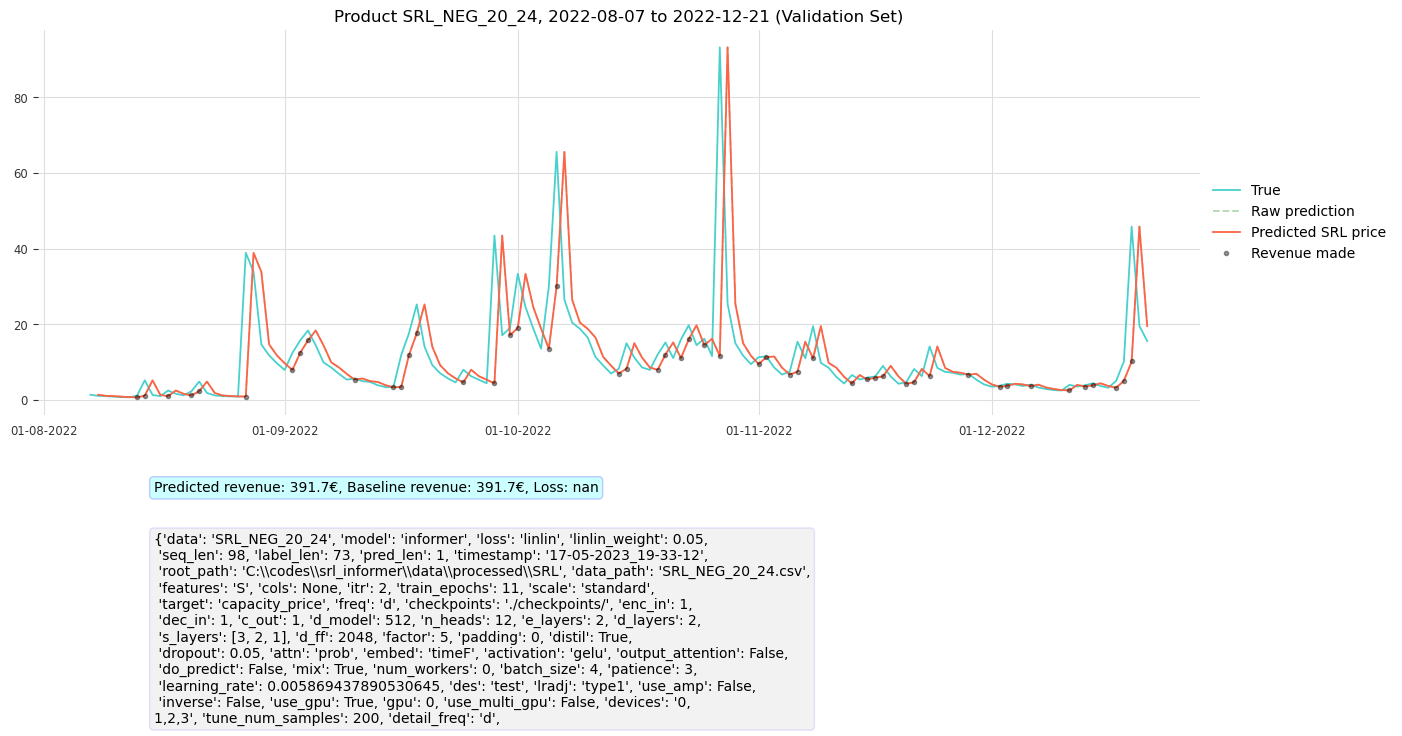 Product SRL_NEG_20_24, 2022-08-07 to 2022-12-21 (Validation Set)
80
60
40
20
0
01-08-2022
01-09-2022
01-10-2022
01-11-2022
01-12-2022
True
Raw prediction
Predicted SRL price
Revenue made
Predicted revenue: 391.7€, Baseline revenue: 391.7€, Loss: nan
{'data': 'SRL_NEG_20_24', 'model': 'informer', 'loss': 'linlin', 'linlin_weight': 0.05,
'seq_len': 98, 'label_len': 73, 'pred_len': 1, 'timestamp': '17-05-2023_19-33-12',
'root_path': 'C:\\codes\\srl_informer\\data\\processed\\SRL', 'data_path': 'SRL_NEG_20_24.csv',
'features': 'S', 'cols': None, 'itr': 2, 'train_epochs': 11, 'scale': 'standard',
'target': 'capacity_price', 'freq': 'd', 'checkpoints': './checkpoints/', 'enc_in': 1,
'dec_in': 1, 'c_out': 1, 'd_model': 512, 'n_heads': 12, 'e_layers': 2, 'd_layers': 2,
's_layers': [3, 2, 1], 'd_ff': 2048, 'factor': 5, 'padding': 0, 'distil': True,
'dropout': 0.05, 'attn': 'prob', 'embed': 'timeF', 'activation': 'gelu', 'output_attention': False,
'do_predict': False, 'mix': True, 'num_workers': 0, 'batch_size': 4, 'patience': 3,
'learning_rate': 0.005869437890530645, 'des': 'test', 'lradj': 'type1', 'use_amp': False,
'inverse': False, 'use_gpu': True, 'gpu': 0, 'use_multi_gpu': False, 'devices': '0,
1,2,3', 'tune_num_samples': 200, 'detail_freq': 'd',